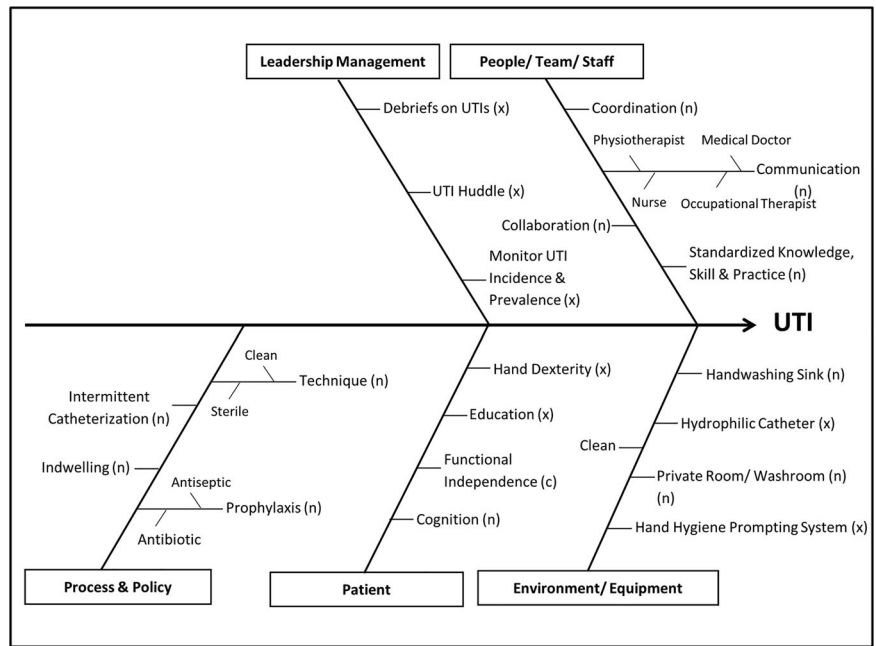 Leadership Management
People/ Team/ Staff
Debriefs on UTIs (x)
Coordination (n)
Physiotherapist
Medical Doctor
Communication
(n)
Nurse
Occupational Therapist
UTI Huddle (x)
Collaboration (n)
Monitor UTI
Incidence &
Prevalence (x)
Standardized Knowledge,
Skill & Practice (n)
UTI
Clean
Technique (n)
Sterile
Intermittent
Catheterization (n)
Indwelling (n)
Antiseptic
Prophylaxis (n)
Antibiotic
Hand Dexterity (x)
Education (x)
Functional
Independence (c)
Cognition (n)
Handwashing Sink (n)
Hydrophilic Catheter (x)
Clean
Private Room/ Washroom (n)
(n)
Hand Hygiene Prompting System (x)
Process & Policy
Patient
Environment/ Equipment